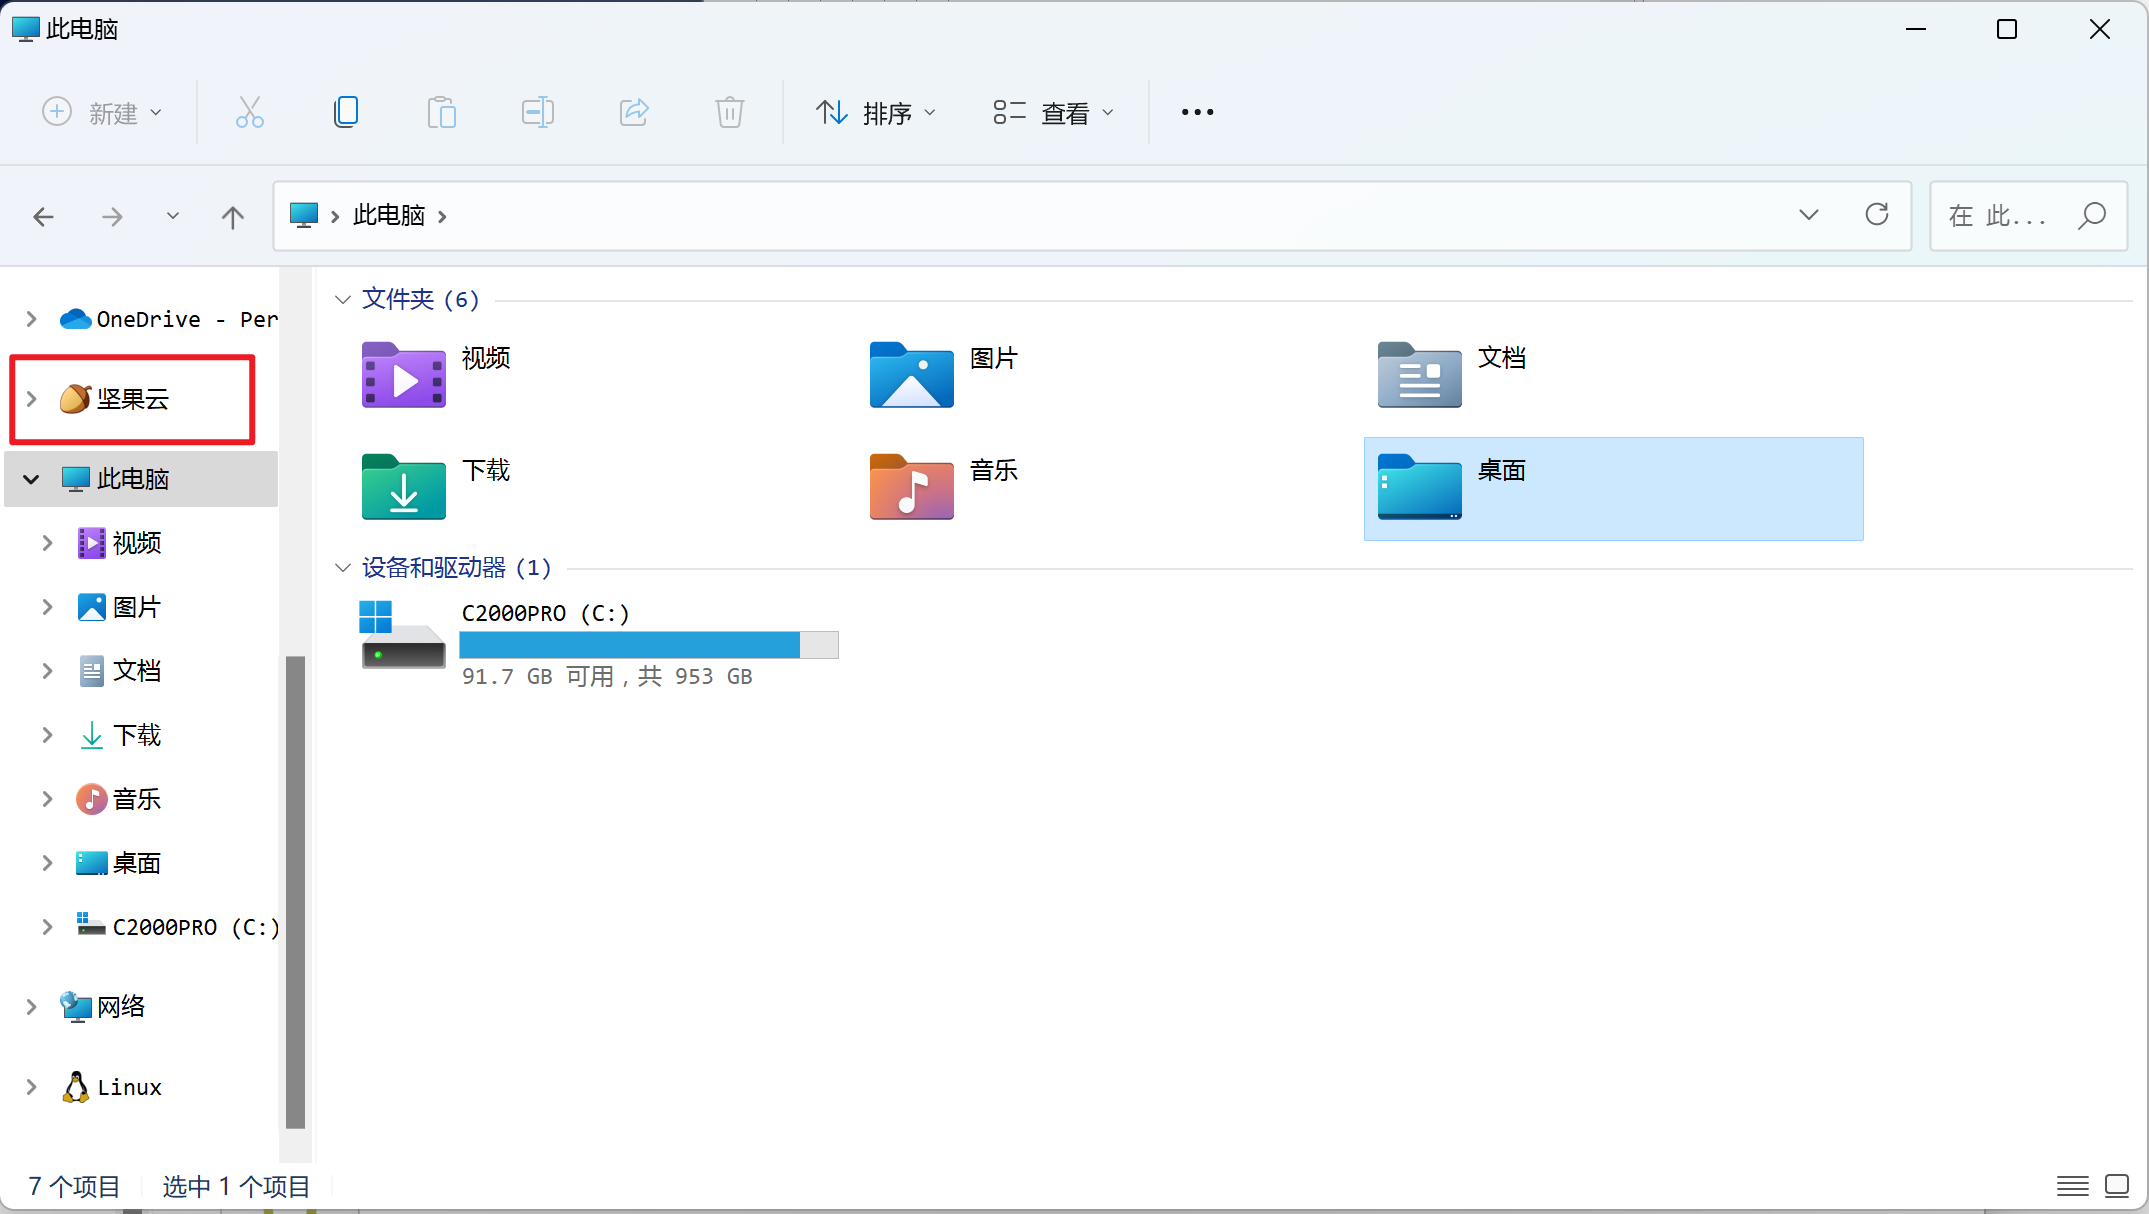 此电脑
新建
排序
查看
此电脑
在 此...
OneDrive - Per
坚果云
此电脑
视频
图片
文档
下载
音乐
桌面
C2000PRO (C:)
网络
Linux
文件夹 (6)
视频
图片
文档
下载
音乐
桌面
设备和驱动器 (1)
C2000PRO (C:)
91.7 GB 可用，共 953 GB
7 个项目
选中 1 个项目